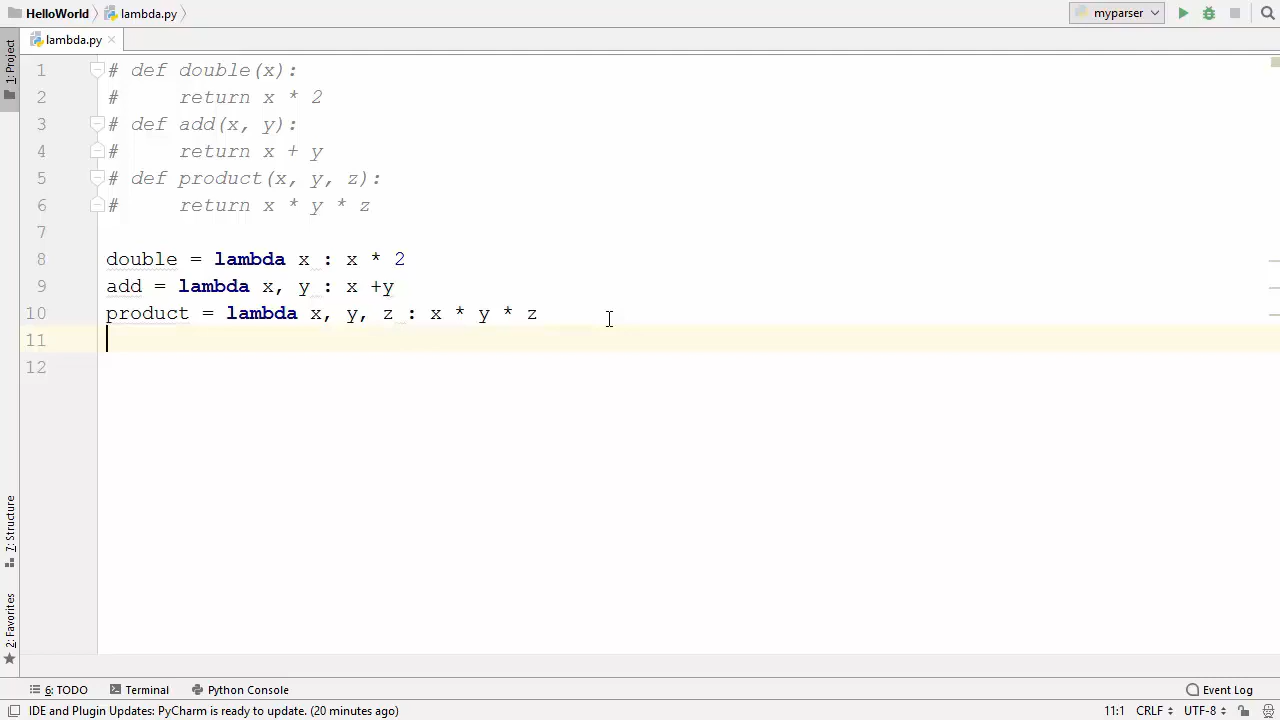 HelloWorld lambda.py myparser
lambda.py
1: Project
1 # def double(x):
2 #     return x * 2
3 # def add(x, y):
4 #     return x + y
5 # def product(x, y, z):
6 #     return x * y * z
7
8 double = lambda x : x * 2
9 add = lambda x, y : x +y
10 product = lambda x, y, z : x * y * z
11
12
7: Structure
2: Favorites
6: TODO Terminal Python Console Event Log
IDE and Plugin Updates: PyCharm is ready to update. (20 minutes ago) 11:1 CRLF UTF-8